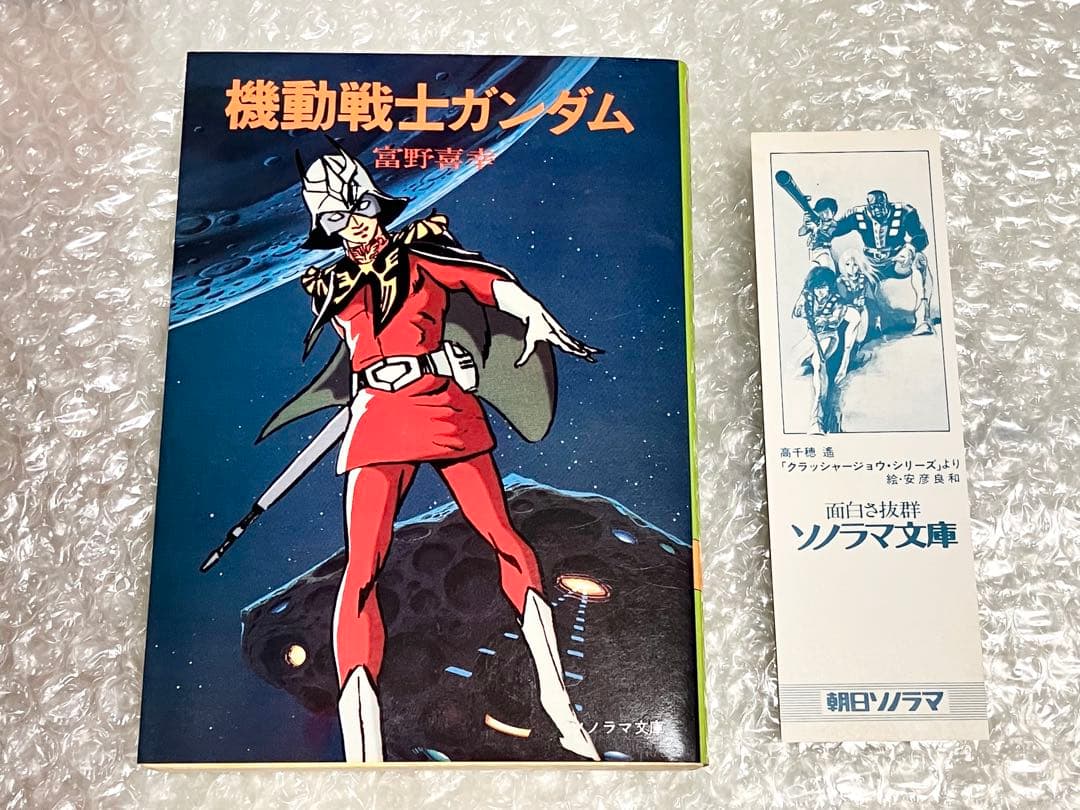 機動戦士ガンダム
富野喜幸
ソノラマ文庫
高千穂 遙
「クラッシャージョウ・シリーズ」より
絵・安彦良和
面白さ抜群
ソノラマ文庫
朝日ソノラマ